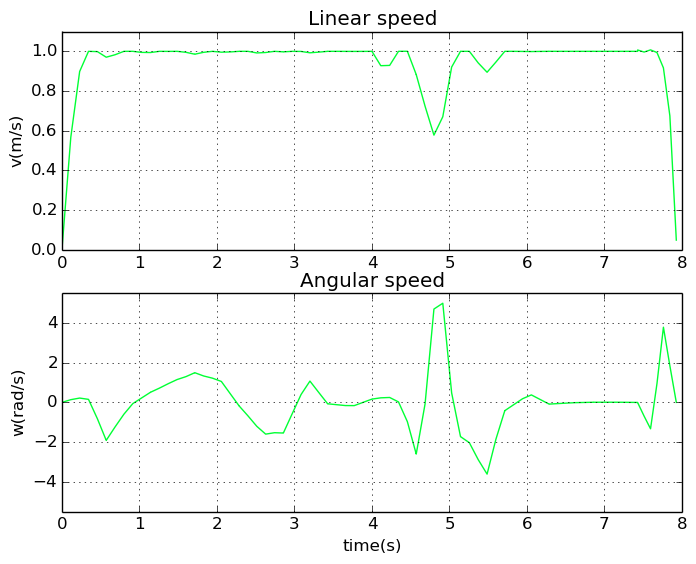 Linear speed
1.0
0.8
0.6
0.4
0.2
0.0
v(m/s)
0 1 2 3 4 5 6 7 8
Angular speed
4
2
0
−2
−4
w(rad/s)
0 1 2 3 4 5 6 7 8
time(s)